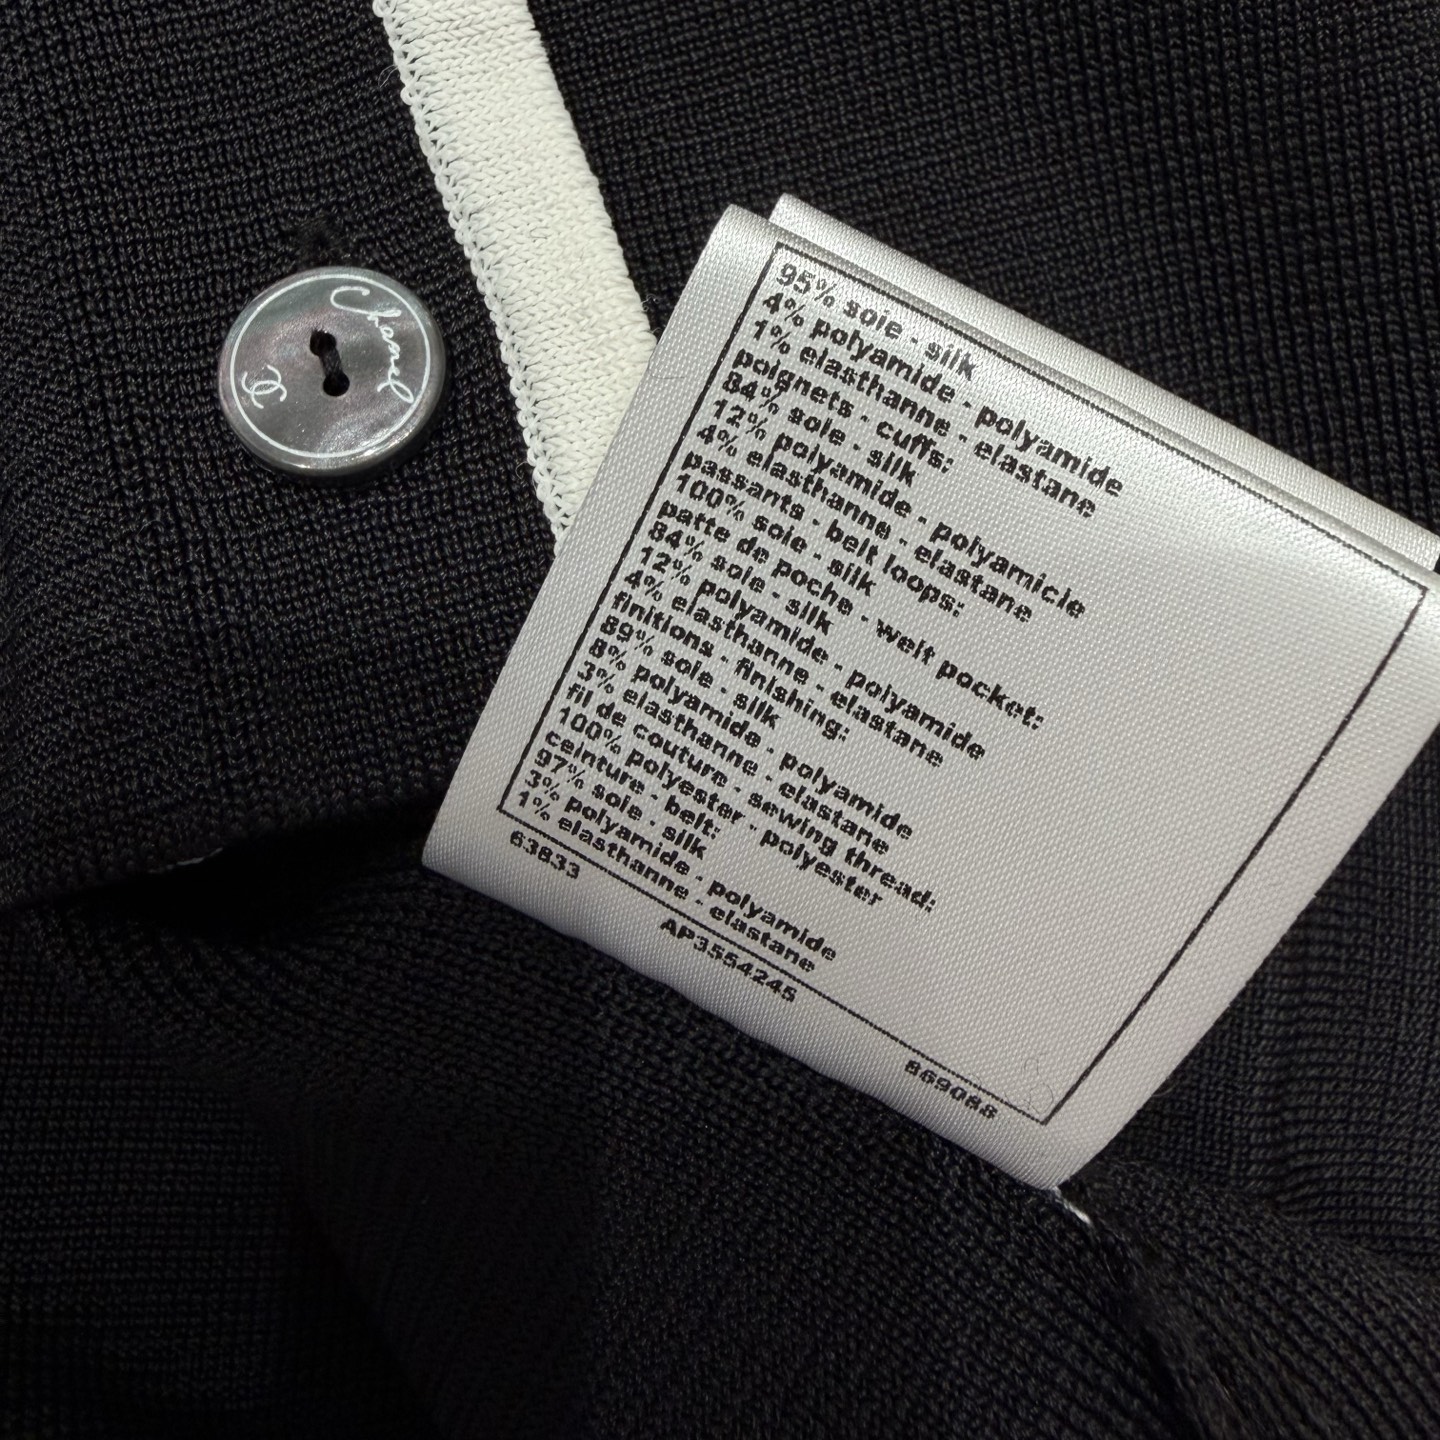 Chanel
95% soie - silk
4% polyamide - polyamide
1% elasthanne - elastane
poignets - cuffs:
84% soie - silk
12% polyamide - polyamide
4% elasthanne - elastane
passants - belt loops:
100% soie - silk
patte de poche - welt pocket:
84% soie - silk
12% polyamide - polyamide
4% elasthanne - elastane
finitions - finishing:
89% soie - silk
8% polyamide - polyamide
3% elasthanne - elastane
fil de couture - sewing thread:
100% polyester - polyester
ceinture - belt:
97% soie - silk
3% polyamide - polyamide
1% elasthanne - elastane
63833 AP3554245 869088